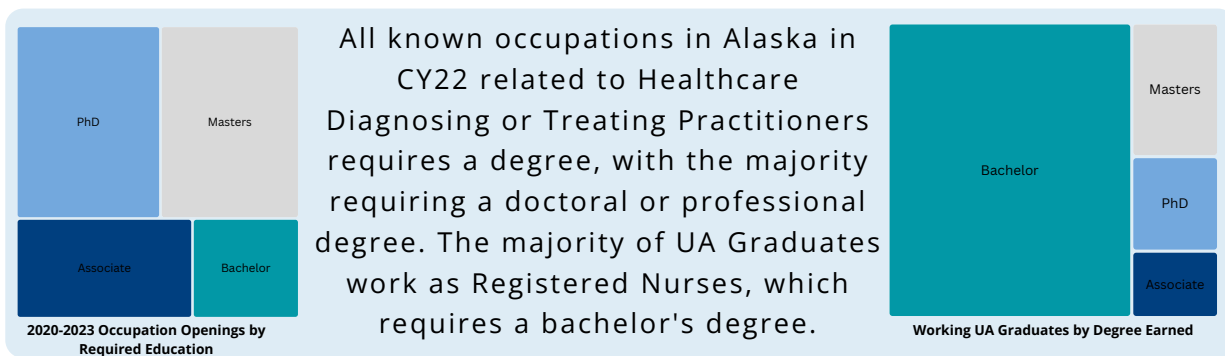 PhD
Masters
Associate
Bachelor
2020-2023 Occupation Openings by
Required Education
All known occupations in Alaska in
CY22 related to Healthcare
Diagnosing or Treating Practitioners
requires a degree, with the majority
requiring a doctoral or professional
degree. The majority of UA Graduates
work as Registered Nurses, which
requires a bachelor's degree.
Bachelor
Masters
PhD
Associate
Working UA Graduates by Degree Earned